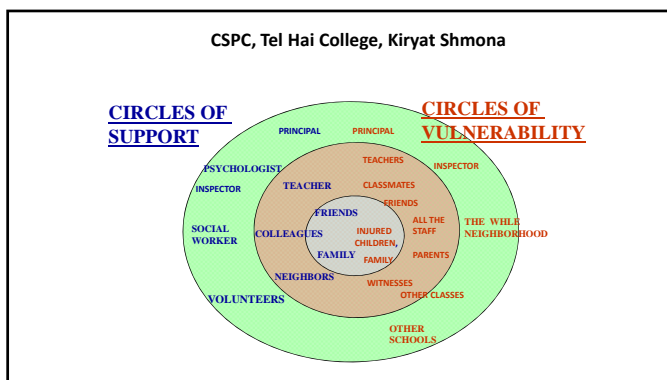 CSPC, Tel Hai College, Kiryat Shmona
CIRCLES OF
SUPPORT
CIRCLES OF
VULNERABILITY
PRINCIPAL
PRINCIPAL
PSYCHOLOGIST
TEACHERS
INSPECTOR
INSPECTOR
TEACHER
CLASSMATES
FRIENDS
FRIENDS
SOCIAL
WORKER
COLLEAGUES
INJURED
CHILDREN,
FAMILY
ALL THE
STAFF
THE WHLE
NEIGHBORHOOD
FAMILY
PARENTS
NEIGHBORS
WITNESSES
OTHER CLASSES
VOLUNTEERS
OTHER
SCHOOLS